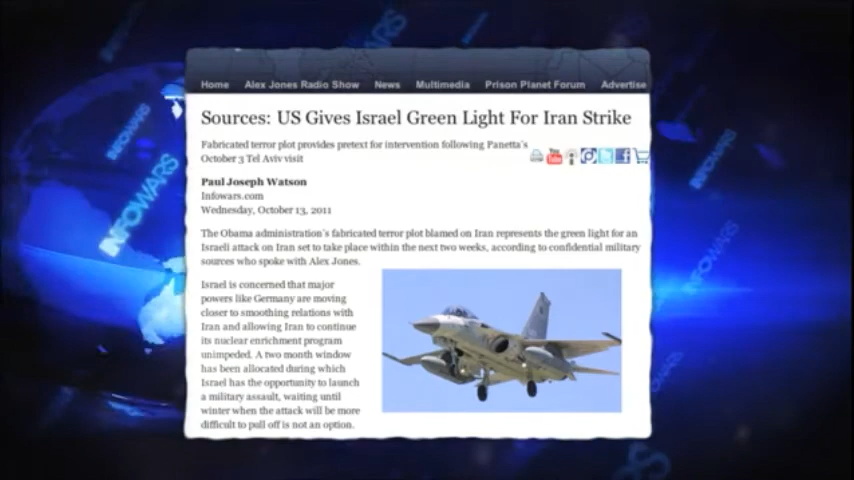 INFOWARS
INFOWARS
INFOWARS
INFOWARS
INFOWARS
Home Alex Jones Radio Show News Multimedia Prison Planet Forum Advertise
Sources: US Gives Israel Green Light For Iran Strike
Fabricated terror plot provides pretext for intervention following Panetta's
October 3 Tel Aviv visit
You
Tube
Paul Joseph Watson
Infowars.com
Wednesday, October 13, 2011
The Obama administration's fabricated terror plot blamed on Iran represents the green light for an
Israeli attack on Iran set to take place within the next two weeks, according to confidential military
sources who spoke with Alex Jones.
Israel is concerned that major
powers like Germany are moving
closer to smoothing relations with
Iran and allowing Iran to continue
its nuclear enrichment program
unimpeded. A two month window
has been allocated during which
Israel has the opportunity to launch
a military assault, waiting until
winter when the attack will be more
difficult to pull off is not an option.